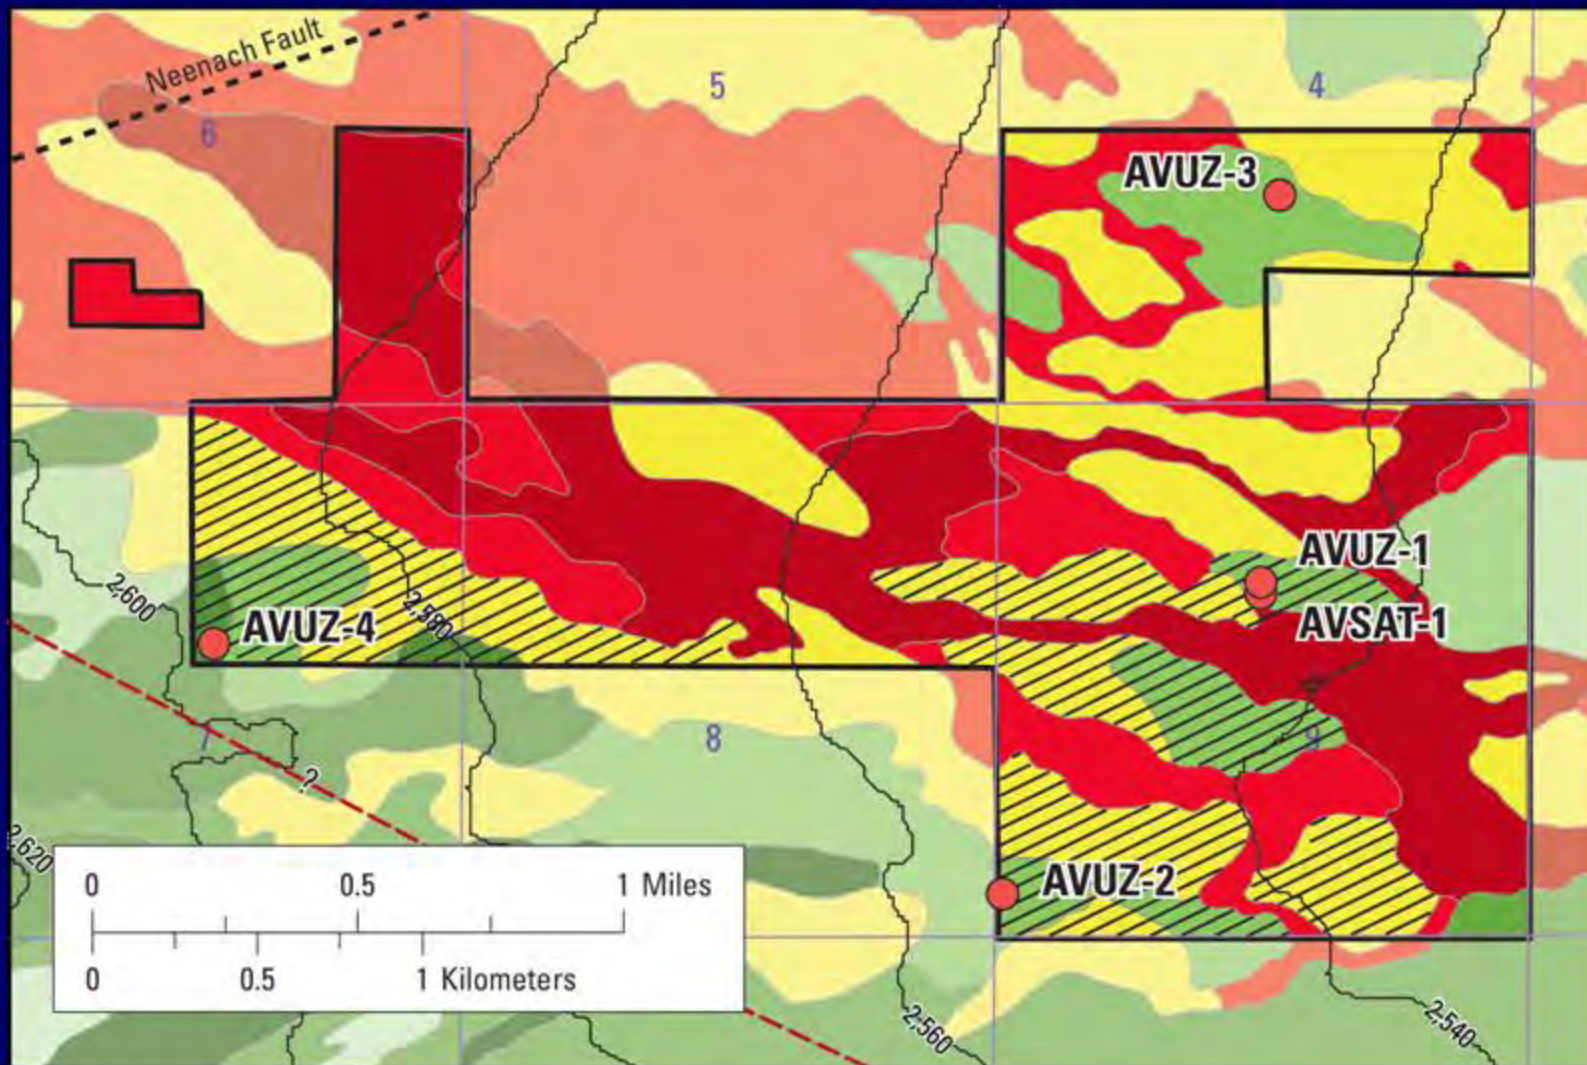 Neenach Fault
5
4
6
AVUZ-3
AVUZ-1
2,600
2,580
AVUZ-4
AVSAT-1
7
8
9
?
2,620
0 0.5 1 Miles
AVUZ-2
0 0.5 1 Kilometers
2,560
2,540